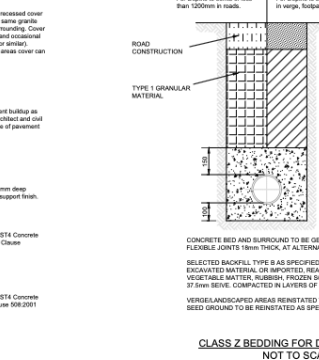 recessed cover
same granite
rounding. Cover
and occasional
or similar).
areas cover can
ent buildup as
chitect and civil
e of pavement
mm deep
support finish.
ST4 Concrete
Clause
ST4 Concrete
use 508:2001
than 1200mm in roads.
in verge, footpa
ROAD
CONSTRUCTION
TYPE 1 GRANULAR
MATERIAL
150
100
CONCRETE BED AND SURROUND TO BE GE
FLEXIBLE JOINTS 18mm THICK, AT ALTERNA
SELECTED BACKFILL TYPE B AS SPECIFIED
EXCAVATED MATERIAL OR IMPORTED, REA
VEGETABLE MATTER, RUBBISH, FROZEN S
37.5mm SEIVE. COMPACTED IN LAYERS OF
VERGE/LANDSCAPED AREAS REINSTATED
SEED GROUND TO BE REINSTATED AS SPE
CLASS Z BEDDING FOR D
NOT TO SCA